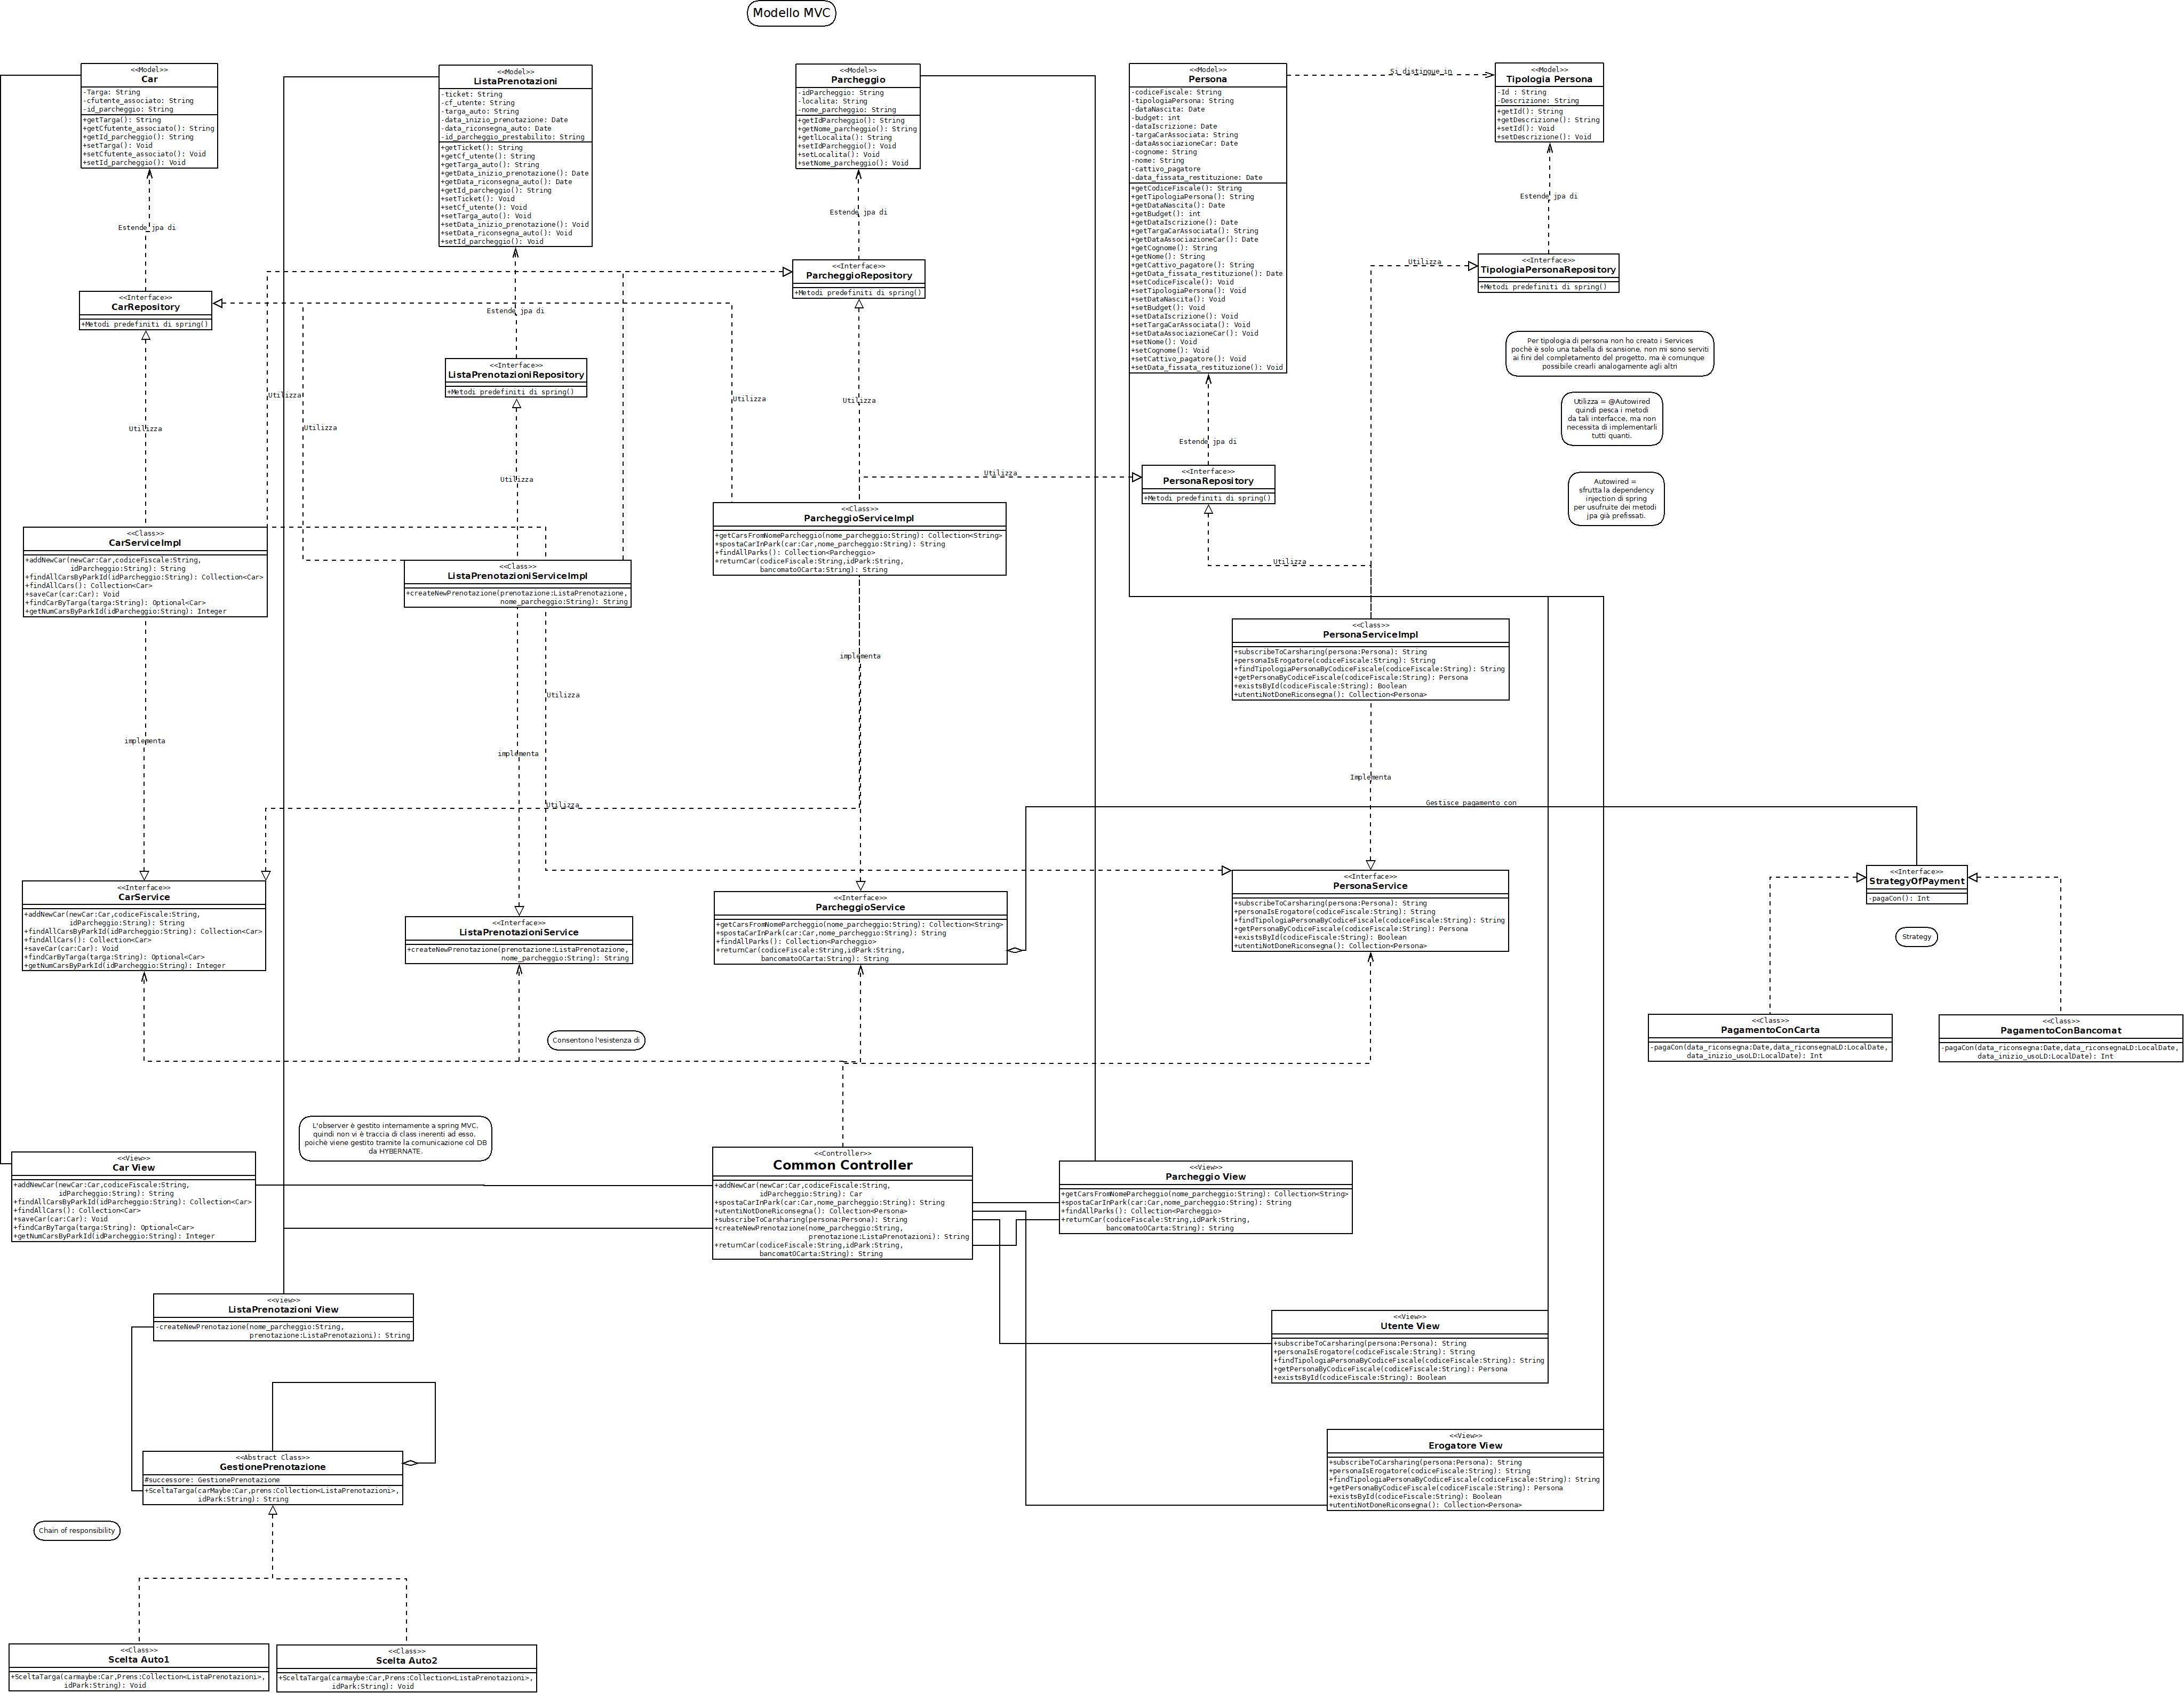 Modello MVC
<<Model>>
Car
-Targa: String
-cfutente_associato: String
-id_parcheggio: String
+getTarga(): String
+getCfutente_associato(): String
+getId_parcheggio(): String
+setTarga(): Void
+setCfutente_associato(): Void
+setId_parcheggio(): Void
<<Model>>
ListaPrenotazioni
-ticket: String
-cf_utente: String
-targa_auto: String
-data_inizio_prenotazione: Date
-data_riconsegna_auto: Date
-id_parcheggio_prestabilito: String
+getTicket(): String
+getCf_utente(): String
+getTarga_auto(): String
+getData_inizio_prenotazione(): Date
+getData_riconsegna_auto(): Date
+getId_parcheggio(): String
+setTicket(): Void
+setCf_utente(): Void
+setTarga_auto(): Void
+setData_inizio_prenotazione(): Void
+setData_riconsegna_auto(): Void
+setId_parcheggio(): Void
<<Model>>
Parcheggio
-idParcheggio: String
-localita: String
-nome_parcheggio: String
+getIdParcheggio(): String
+getNome_parcheggio(): String
+getlLocalita(): String
+setIdParcheggio(): Void
+setLocalita(): Void
+setNome_parcheggio(): Void
<<Model>>
Persona
-codiceFiscale: String
-tipologiaPersona: String
-dataNascita: Date
-budget: int
-dataIscrizione: Date
-targaCarAssociata: String
-dataAssociazioneCar: Date
-cognome: String
-nome: String
-cattivo_pagatore
-data_fissata_restituzione: Date
+getCodiceFiscale(): String
+getTipologiaPersona(): String
+getDataNascita(): Date
+getBudget(): int
+getDataIscrizione(): Date
+getTargaCarAssociata(): String
+getDataAssociazioneCar(): Date
+getCognome(): String
+getNome(): String
+getCattivo_pagatore(): String
+getData_fissata_restituzione(): Date
+setCodiceFiscale(): Void
+setTipologiaPersona(): Void
+setDataNascita(): Void
+setBudget(): Void
+setDataIscrizione(): Void
+setTargaCarAssociata(): Void
+setDataAssociazioneCar(): Void
+setNome(): Void
+setCognome(): Void
+setCattivo_pagatore(): Void
+setData_fissata_restituzione(): Void
Si distingue in
<<Model>>
Tipologia Persona
-Id : String
-Descrizione: String
+getId(): String
+getDescrizione(): String
+setId(): Void
+setDescrizione(): Void
Estende jpa di
Estende jpa di
Estende jpa di
Estende jpa di
Estende jpa di
<<Interface>>
CarRepository
+Metodi predefiniti di spring()
<<Interface>>
ListaPrenotazioniRepository
+Metodi predefiniti di spring()
<<Interface>>
ParcheggioRepository
+Metodi predefiniti di spring()
<<Interface>>
PersonaRepository
+Metodi predefiniti di spring()
Utilizza
<<Interface>>
TipologiaPersonaRepository
+Metodi predefiniti di spring()
Per tipologia di persona non ho creato i Services
pochè è solo una tabella di scansione, non mi sono serviti
ai fini del completamento del progetto, ma è comunque
possibile crearli analogamente agli altri
Utilizza = @Autowired
quindi pesca i metodi
da tali interfacce, ma non
necessita di implementarli
tutti quanti.
Autowired =
sfrutta la dependency
injection di spring
per usufruite dei metodi
jpa già prefissati.
Utilizza
Utilizza
Utilizza
Utilizza
Utilizza
Utilizza
Utilizza
Utilizza
<<Class>>
CarServiceImpl
+addNewCar(newCar:Car,codiceFiscale:String,
idParcheggio:String): String
+findAllCarsByParkId(idParcheggio:String): Collection<Car>
+findAllCars(): Collection<Car>
+saveCar(car:Car): Void
+findCarByTarga(targa:String): Optional<Car>
+getNumCarsByParkId(idParcheggio:String): Integer
<<Class>>
ListaPrenotazioniServiceImpl
+createNewPrenotazione(prenotazione:ListaPrenotazione,
nome_parcheggio:String): String
<<Class>>
ParcheggioServiceImpl
+getCarsFromNomeParcheggio(nome_parcheggio:String): Collection<String>
+spostaCarInPark(car:Car,nome_parcheggio:String): String
+findAllParks(): Collection<Parcheggio>
+returnCar(codiceFiscale:String,idPark:String,
bancomatOCarta:String): String
<<Class>>
PersonaServiceImpl
+subscribeToCarsharing(persona:Persona): String
+personaIsErogatore(codiceFiscale:String): String
+findTipologiaPersonaByCodiceFiscale(codiceFiscale:String): String
+getPersonaByCodiceFiscale(codiceFiscale:String): Persona
+existsById(codiceFiscale:String): Boolean
+utentiNotDoneRiconsegna(): Collection<Persona>
implementa
implementa
implementa
Implementa
Utilizza
Utilizza
Gestisce pagamento con
<<Interface>>
CarService
+addNewCar(newCar:Car,codiceFiscale:String,
idParcheggio:String): String
+findAllCarsByParkId(idParcheggio:String): Collection<Car>
+findAllCars(): Collection<Car>
+saveCar(car:Car): Void
+findCarByTarga(targa:String): Optional<Car>
+getNumCarsByParkId(idParcheggio:String): Integer
<<Interface>>
ListaPrenotazioniService
+createNewPrenotazione(prenotazione:ListaPrenotazione,
nome_parcheggio:String): String
<<Interface>>
ParcheggioService
+getCarsFromNomeParcheggio(nome_parcheggio:String): Collection<String>
+spostaCarInPark(car:Car,nome_parcheggio:String): String
+findAllParks(): Collection<Parcheggio>
+returnCar(codiceFiscale:String,idPark:String,
bancomatOCarta:String): String
<<Interface>>
PersonaService
+subscribeToCarsharing(persona:Persona): String
+personaIsErogatore(codiceFiscale:String): String
+findTipologiaPersonaByCodiceFiscale(codiceFiscale:String): String
+getPersonaByCodiceFiscale(codiceFiscale:String): Persona
+existsById(codiceFiscale:String): Boolean
+utentiNotDoneRiconsegna(): Collection<Persona>
<<Interface>>
StrategyOfPayment
-pagaCon(): Int
Strategy
<<Class>>
PagamentoConCarta
-pagaCon(data_riconsegna:Date,data_riconsegnaLD:LocalDate,
data_inizio_usoLD:LocalDate): Int
<<Class>>
PagamentoConBancomat
-pagaCon(data_riconsegna:Date,data_riconsegnaLD:LocalDate,
data_inizio_usoLD:LocalDate): Int
Consentono l'esistenza di
L'observer è gestito internamente a spring MVC,
quindi non vi è traccia di class inerenti ad esso,
poichè viene gestito tramite la comunicazione col DB
da HYBERNATE.
<<View>>
Car View
+addNewCar(newCar:Car,codiceFiscale:String,
idParcheggio:String): String
+findAllCarsByParkId(idParcheggio:String): Collection<Car>
+findAllCars(): Collection<Car>
+saveCar(car:Car): Void
+findCarByTarga(targa:String): Optional<Car>
+getNumCarsByParkId(idParcheggio:String): Integer
<<Controller>>
Common Controller
+addNewCar(newCar:Car,codiceFiscale:String,
idParcheggio:String): Car
+spostaCarInPark(car:Car,nome_parcheggio:String): String
+utentiNotDoneRiconsegna(): Collection<Persona>
+subscribeToCarsharing(persona:Persona): String
+createNewPrenotazione(nome_parcheggio:String,
prenotazione:ListaPrenotazioni): String
+returnCar(codiceFiscale:String,idPark:String,
bancomatOCarta:String): String
<<View>>
Parcheggio View
+getCarsFromNomeParcheggio(nome_parcheggio:String): Collection<String>
+spostaCarInPark(car:Car,nome_parcheggio:String): String
+findAllParks(): Collection<Parcheggio>
+returnCar(codiceFiscale:String,idPark:String,
bancomatOCarta:String): String
<<view>>
ListaPrenotazioni View
-createNewPrenotazione(nome_parcheggio:String,
prenotazione:ListaPrenotazioni): String
<<View>>
Utente View
+subscribeToCarsharing(persona:Persona): String
+personaIsErogatore(codiceFiscale:String): String
+findTipologiaPersonaByCodiceFiscale(codiceFiscale:String): String
+getPersonaByCodiceFiscale(codiceFiscale:String): Persona
+existsById(codiceFiscale:String): Boolean
<<View>>
Erogatore View
+subscribeToCarsharing(persona:Persona): String
+personaIsErogatore(codiceFiscale:String): String
+findTipologiaPersonaByCodiceFiscale(codiceFiscale:String): String
+getPersonaByCodiceFiscale(codiceFiscale:String): Persona
+existsById(codiceFiscale:String): Boolean
+utentiNotDoneRiconsegna(): Collection<Persona>
<<Abstract Class>>
GestionePrenotazione
#successore: GestionePrenotazione
+SceltaTarga(carMaybe:Car,prens:Collection<ListaPrenotazioni>,
idPark:String): String
Chain of responsibility
<<Class>>
Scelta Auto1
+SceltaTarga(carmaybe:Car,Prens:Collection<ListaPrenotazioni>,
idPark:String): Void
<<Class>>
Scelta Auto2
+SceltaTarga(carmaybe:Car,Prens:Collection<ListaPrenotazioni>,
idPark:String): Void